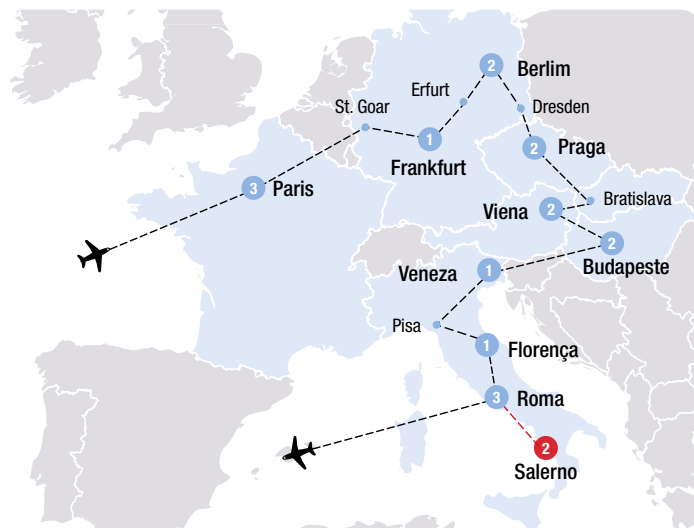 2
Berlim
Erfurt
St. Goar
Dresden
1
Frankfurt
2
Praga
3
Paris
Bratislava
Viena
2
2
Budapeste
Veneza
1
Pisa
1
Florença
3
Roma
2
Salerno